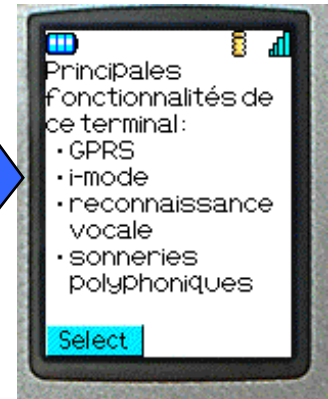 Principales
fonctionnalités de
ce terminal:
· GPRS
· i-mode
· reconnaissance
vocale
· sonneries
polyphoniques
Select